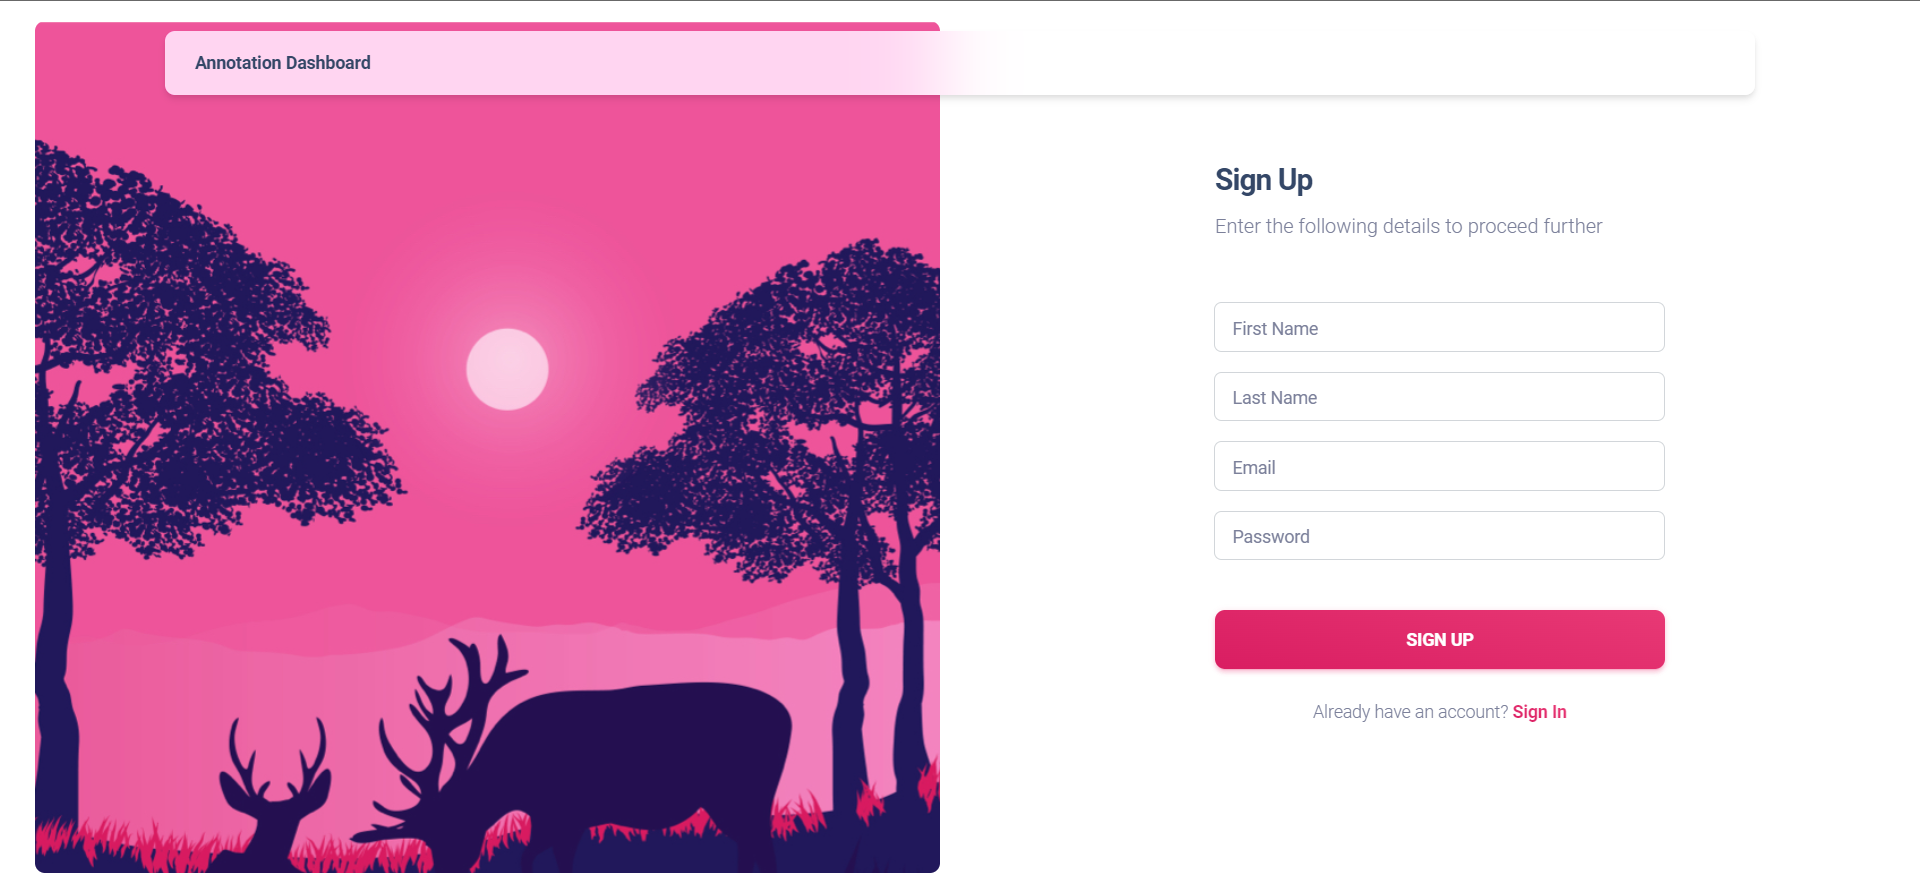 Annotation Dashboard
Sign Up
Enter the following details to proceed further
First Name
Last Name
Email
Password
SIGN UP
Already have an account? Sign In